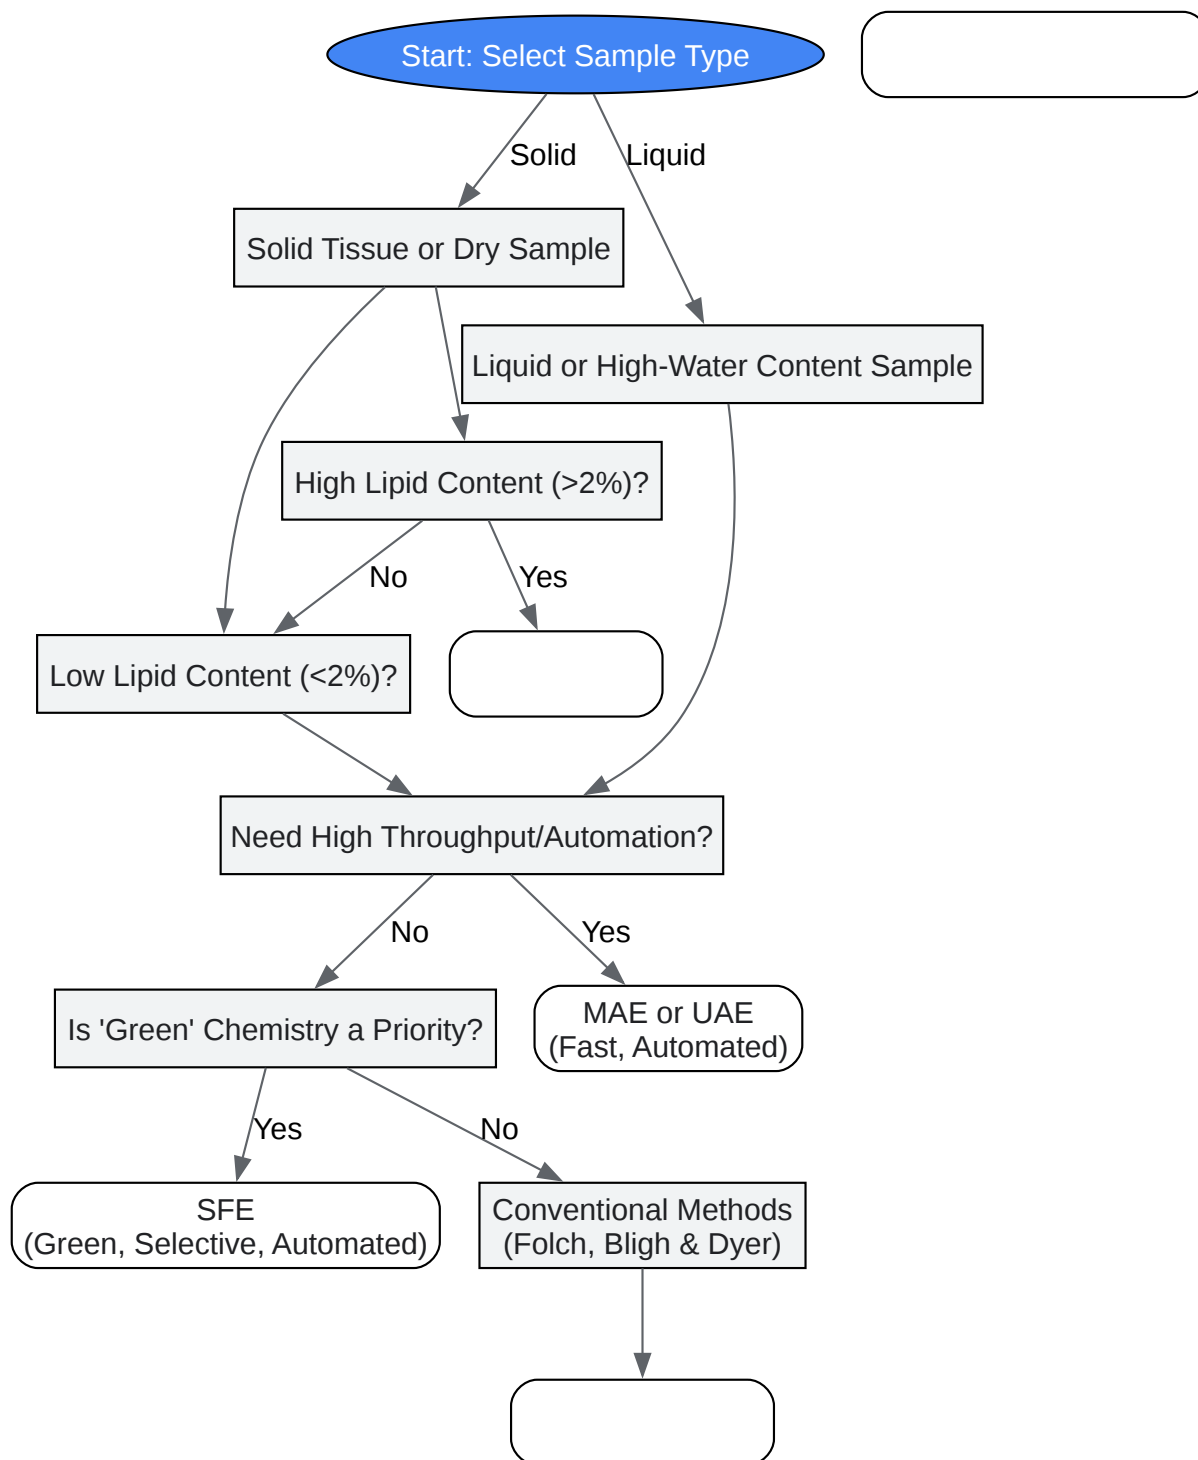 Start: Select Sample Type
Solid
Liquid
Solid Tissue or Dry Sample
Liquid or High-Water Content Sample
High Lipid Content (>2%)?
No
Yes
Low Lipid Content (<2%)?
Need High Throughput/Automation?
No
Yes
Is 'Green' Chemistry a Priority?
MAE or UAE
(Fast, Automated)
Yes
No
SFE
(Green, Selective, Automated)
Conventional Methods
(Folch, Bligh & Dyer)